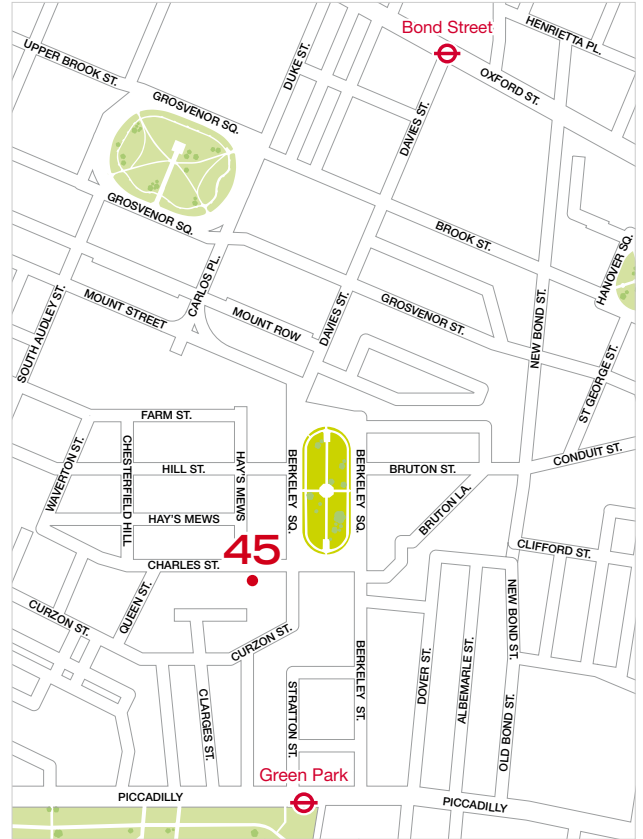 Bond Street
HENRIETTA PL.
UPPER BROOK ST.
DUKE ST.
OXFORD ST.
GROSVENOR SQ.
DAVIES ST.
GROSVENOR SQ.
BROOK ST.
HANOVER SQ.
CARLOS PL.
SOUTH AUDLEY ST.
MOUNT STREET
MOUNT ROW
DAVIES ST.
GROSVENOR ST.
NEW BOND ST.
ST GEORGE ST.
FARM ST.
WAVERTON ST.
CHESTERFIELD HILL
HILL ST.
HAY'S MEWS
BERKELEY SQ.
BERKELEY SQ.
BRUTON ST.
CONDUIT ST.
HAY'S MEWS
BRUTON LA.
45
CLIFFORD ST.
CHARLES ST.
QUEEN ST.
CURZON ST.
CURZON ST.
NEW BOND ST.
CLARGES ST.
STRATTON ST.
BERKELEY ST.
DOVER ST.
ALBEMARLE ST.
OLD BOND ST.
Green Park
PICCADILLY
PICCADILLY